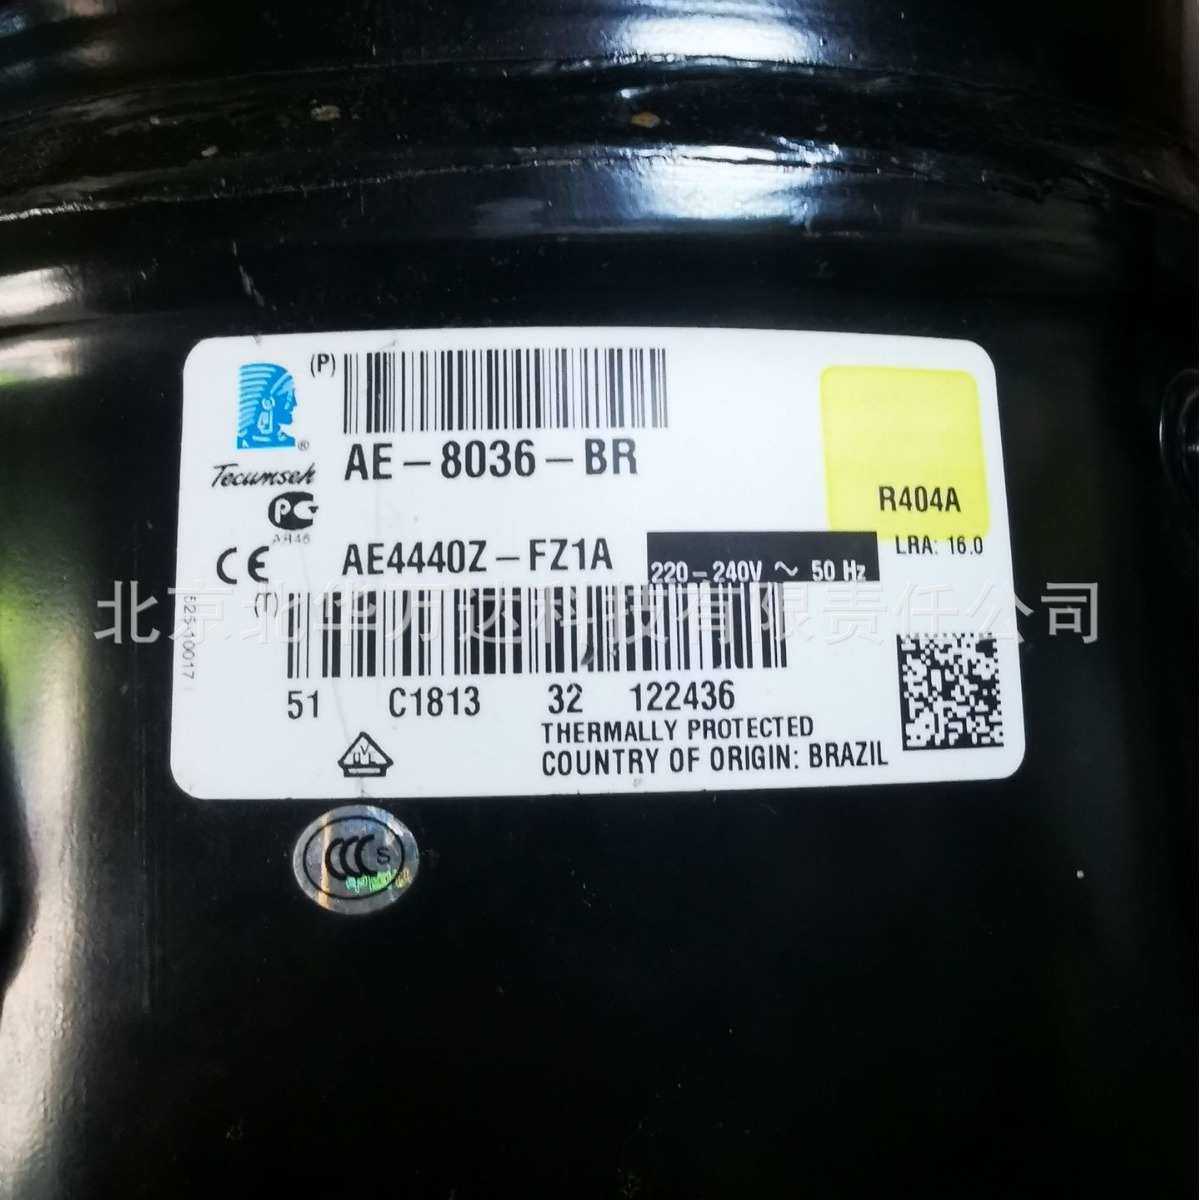 (P)
AE-8036-BR
Tecumseh
R404A
AE4440Z-FZ1A
220-240V ~ 50 Hz
LRA: 16.0
CE
(T)
北京北华万达科技有限责任公司
51 C1813 32 122436
THERMALLY PROTECTED
COUNTRY OF ORIGIN: BRAZIL
CCC S